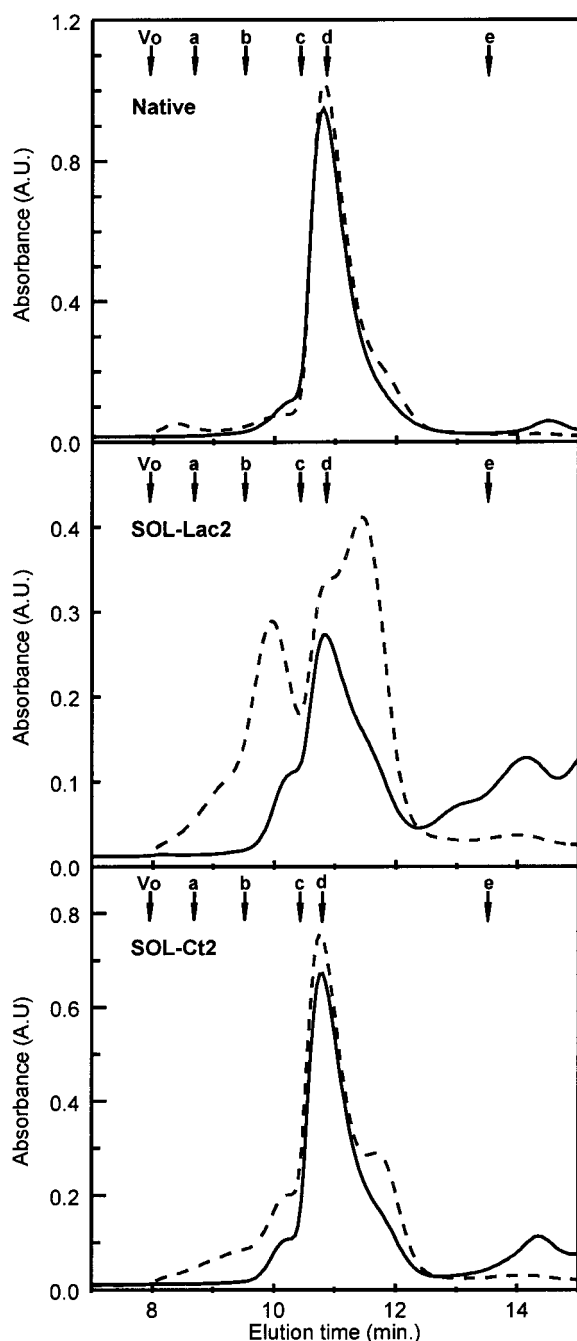 1.2
Vo a b c d e
Native
0.8
Absorbance (A.U.)
0.4
0.0
Vo a b c d e
SOL-Lac2
0.4
0.3
Absorbance (A.U.)
0.2
0.1
0.0
Vo a b c d e
0.8
SOL-Ct2
0.6
Absorbance (A.U)
0.4
0.2
0.0
8 10 12 14
Elution time (min.)